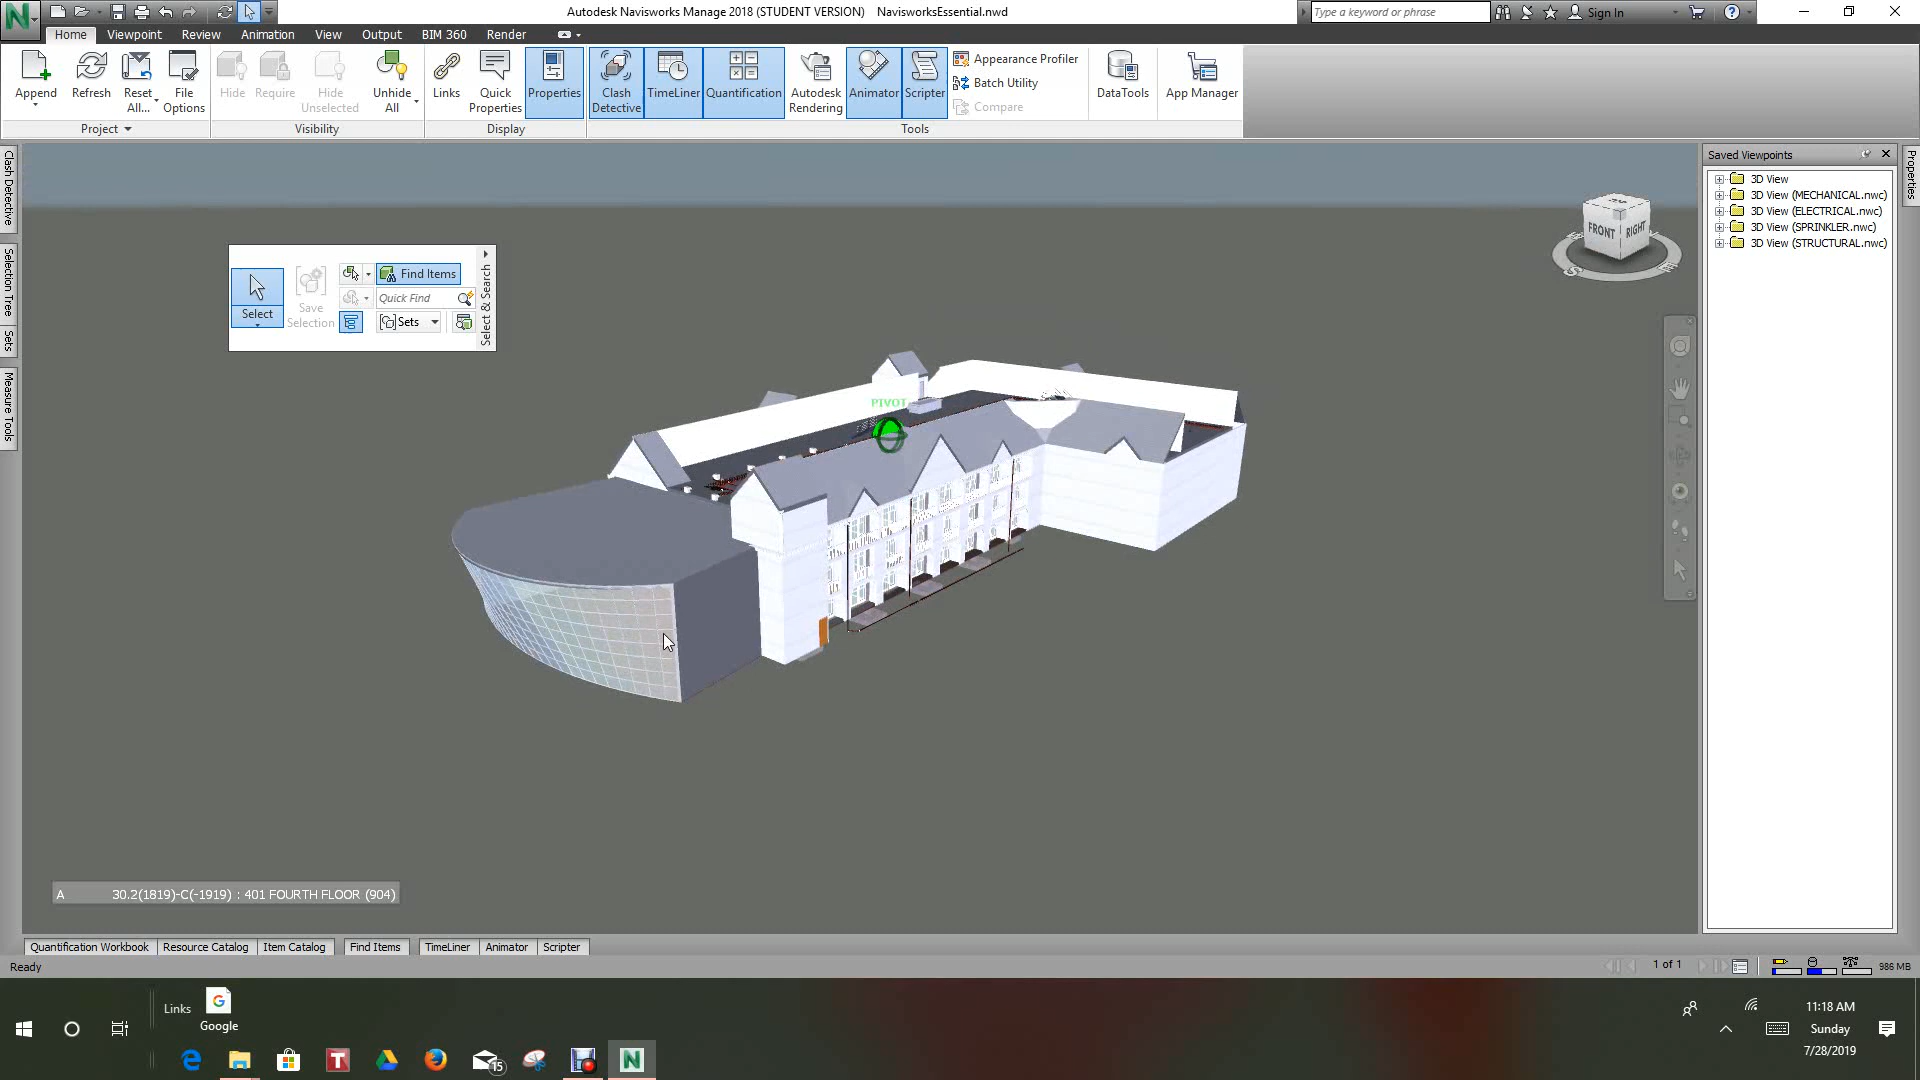 Autodesk Navisworks Manage 2018 (STUDENT VERSION) NavisworksEssential.nwd
Type a keyword or phrase
Sign In
Home Viewpoint Review Animation View Output BIM 360 Render
Append
Refresh
Reset All...
File Options
Hide
Require
Hide Unselected
Unhide All
Links
Quick Properties
Properties
Clash Detective
TimeLiner
Quantification
Autodesk Rendering
Animator
Scripter
Appearance Profiler
Batch Utility
Compare
DataTools
App Manager
Project
Visibility
Display
Tools
Clash Detective
Selection Tree
Sets
Measure Tools
Select
Save Selection
Find Items
Quick Find
Sets
Select & Search
PIVOT
FRONT
RIGHT
S
E
Saved Viewpoints
3D View
3D View (MECHANICAL.nwc)
3D View (ELECTRICAL.nwc)
3D View (SPRINKLER.nwc)
3D View (STRUCTURAL.nwc)
Properties
A 30.2(1819)-C(-1919) : 401 FOURTH FLOOR (904)
Quantification Workbook Resource Catalog Item Catalog Find Items TimeLiner Animator Scripter
Ready
1 of 1
986 MB
Links
Google
15
11:18 AM
Sunday
7/28/2019